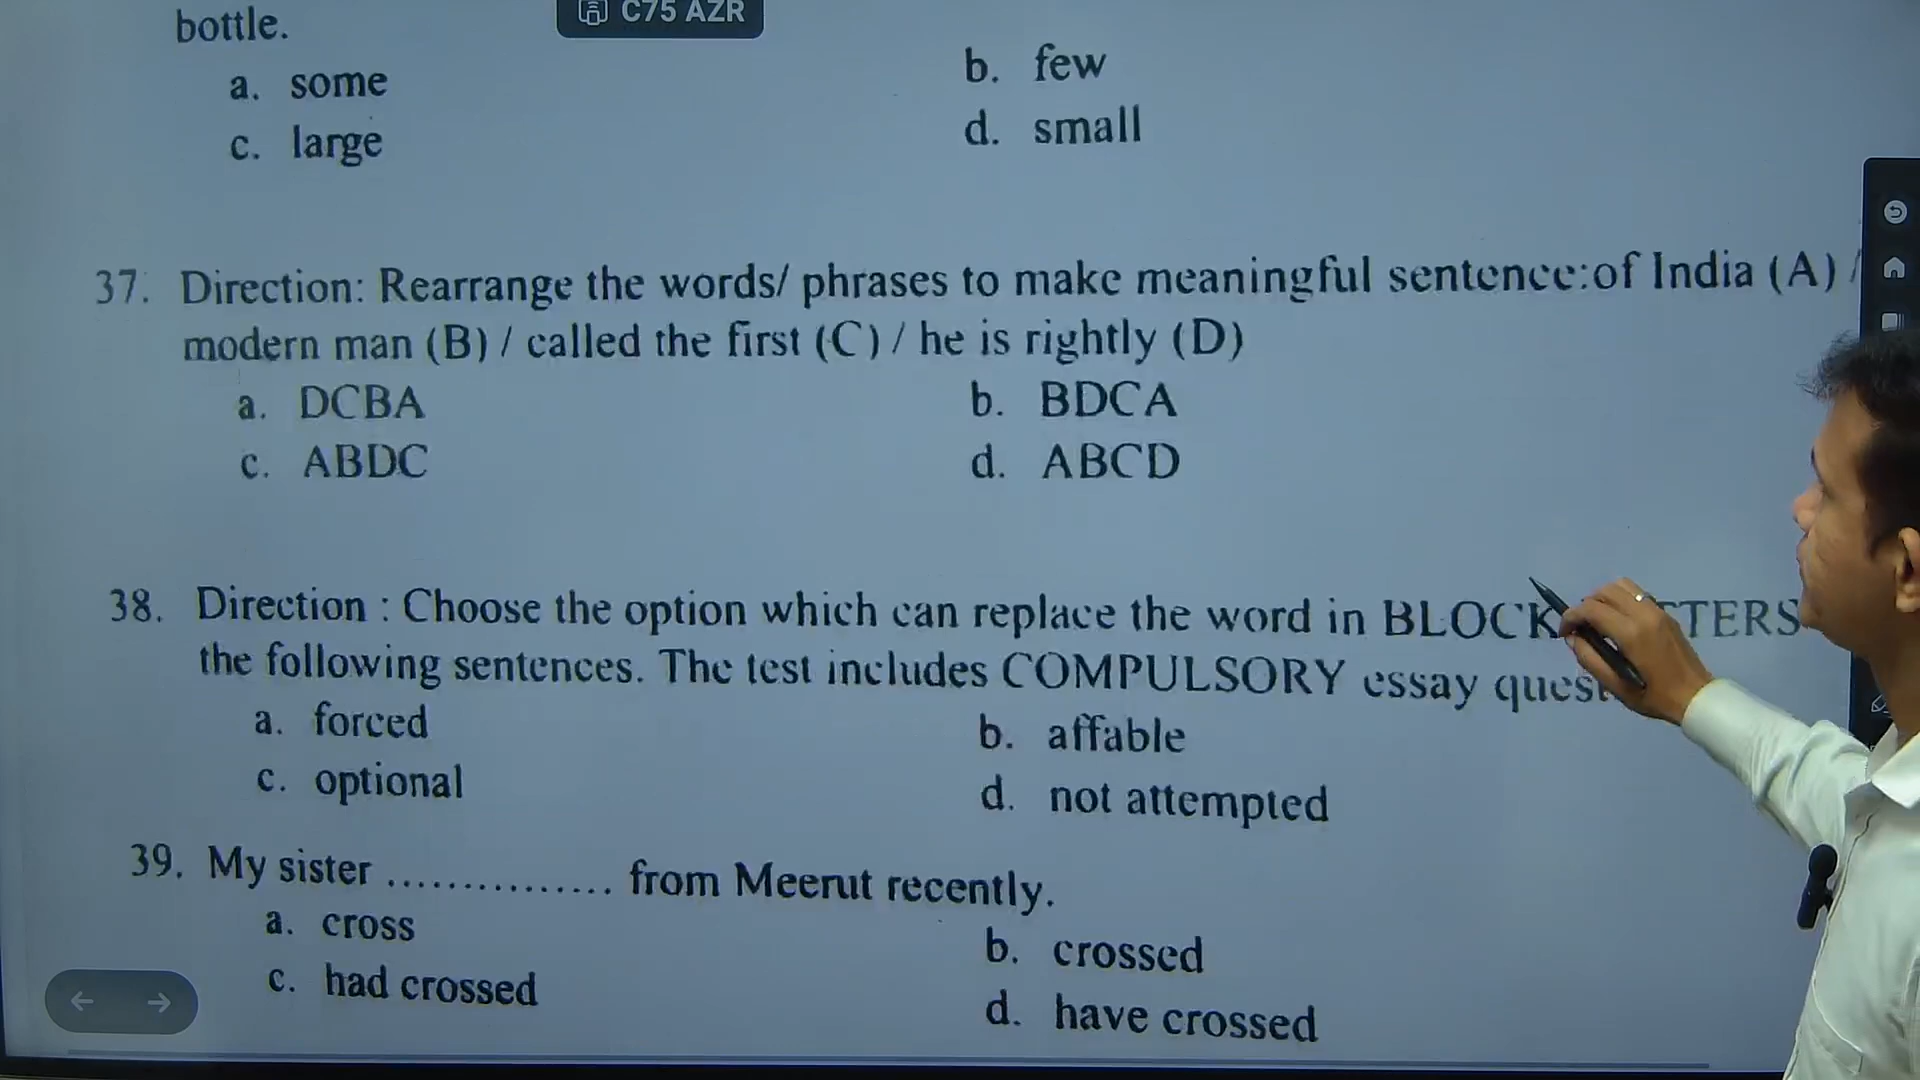 C75 AZR
bottle.
a. some
b. few
c. large
d. small
37. Direction: Rearrange the words/ phrases to make meaningful sentence:of India (A) /
modern man (B) / called the first (C) / he is rightly (D)
a. DCBA
b. BDCA
c. ABDC
d. ABCD
38. Direction : Choose the option which can replace the word in BLOCK
the following sentences. The test includes COMPULSORY essay
a. forced
b. affable
c. optional
d. not attempted
39. My sister ............... from Meerut recently.
a. cross
b. crossed
c. had crossed
d. have crossed